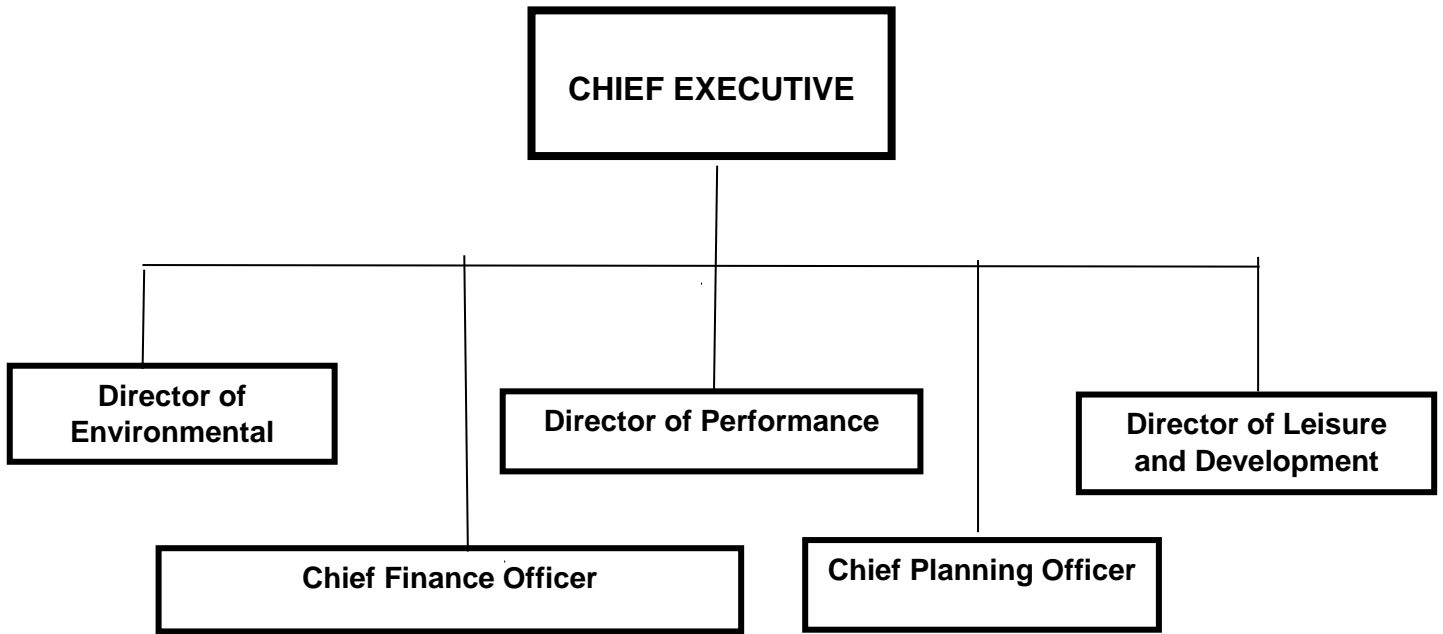 CHIEF EXECUTIVE
Director of
Environmental
Director of Performance
Director of Leisure
and Development
Chief Finance Officer
Chief Planning Officer